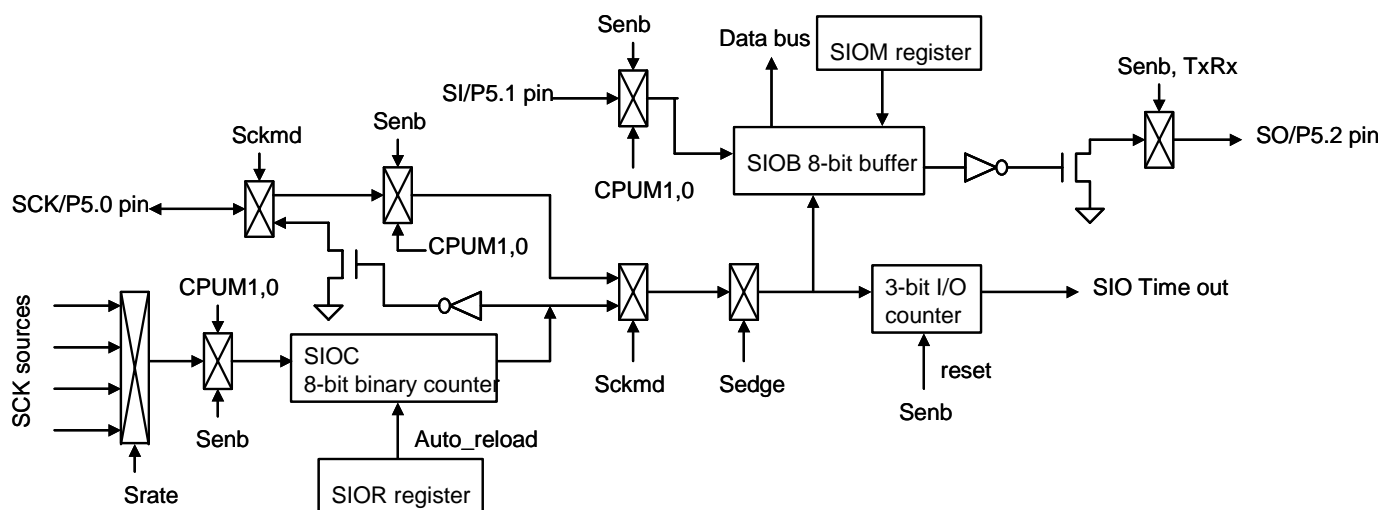 Senb
Data bus
SIOM register
Senb, TxRx
SI/P5.1 pin
Sckmd
Senb
SIOB 8-bit buffer
SO/P5.2 pin
CPUM1,0
SCK/P5.0 pin
CPUM1,0
CPUM1,0
SCK sources
SIOC
8-bit binary counter
3-bit I/O
counter
SIO Time out
Sckmd
Sedge
reset
Senb
Senb
Auto_reload
Srate
SIOR register